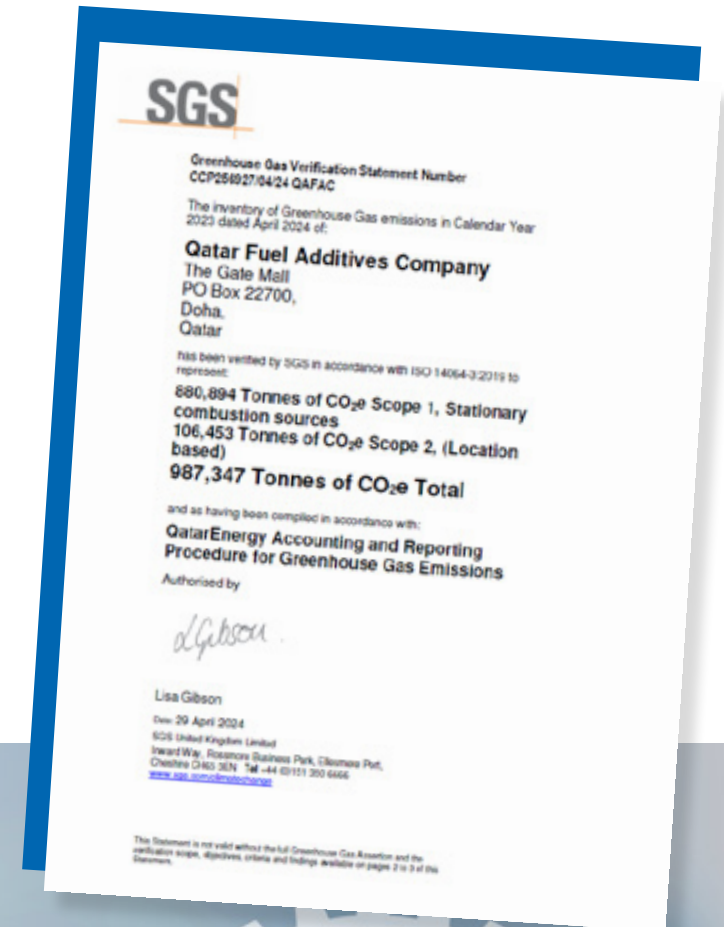 SGS
Greenhouse Gas Verification Statement Number
CCP256927/04/24 QAFAC
The inventory of Greenhouse Gas emissions in Calendar Year
2023 dated April 2024 of:
Qatar Fuel Additives Company
The Gate Mall
PO Box 22700,
Doha.
Qatar
has been verified by SGS in accordance with ISO 14064-3:2019 to
represent:
880,894 Tonnes of CO₂e Scope 1, Stationary
combustion sources
106,453 Tonnes of CO₂e Scope 2, (Location
based)
987,347 Tonnes of CO₂e Total
and as having been compiled in accordance with:
QatarEnergy Accounting and Reporting
Procedure for Greenhouse Gas Emissions
Authorised by
LGibson.
Lisa Gibson
Date: 29 April 2024
SGS United Kingdom Limited
Inward Way, Rossmore Business Park, Ellesmere Port,
Cheshire CH65 3EN Tel +44 (0)151 350 6666
www.sgs.com/climatechange
This Statement is not valid without the full Greenhouse Gas Assertion and the
verification scope, objectives, criteria and findings available on pages 2 to 3 of this
Statement.